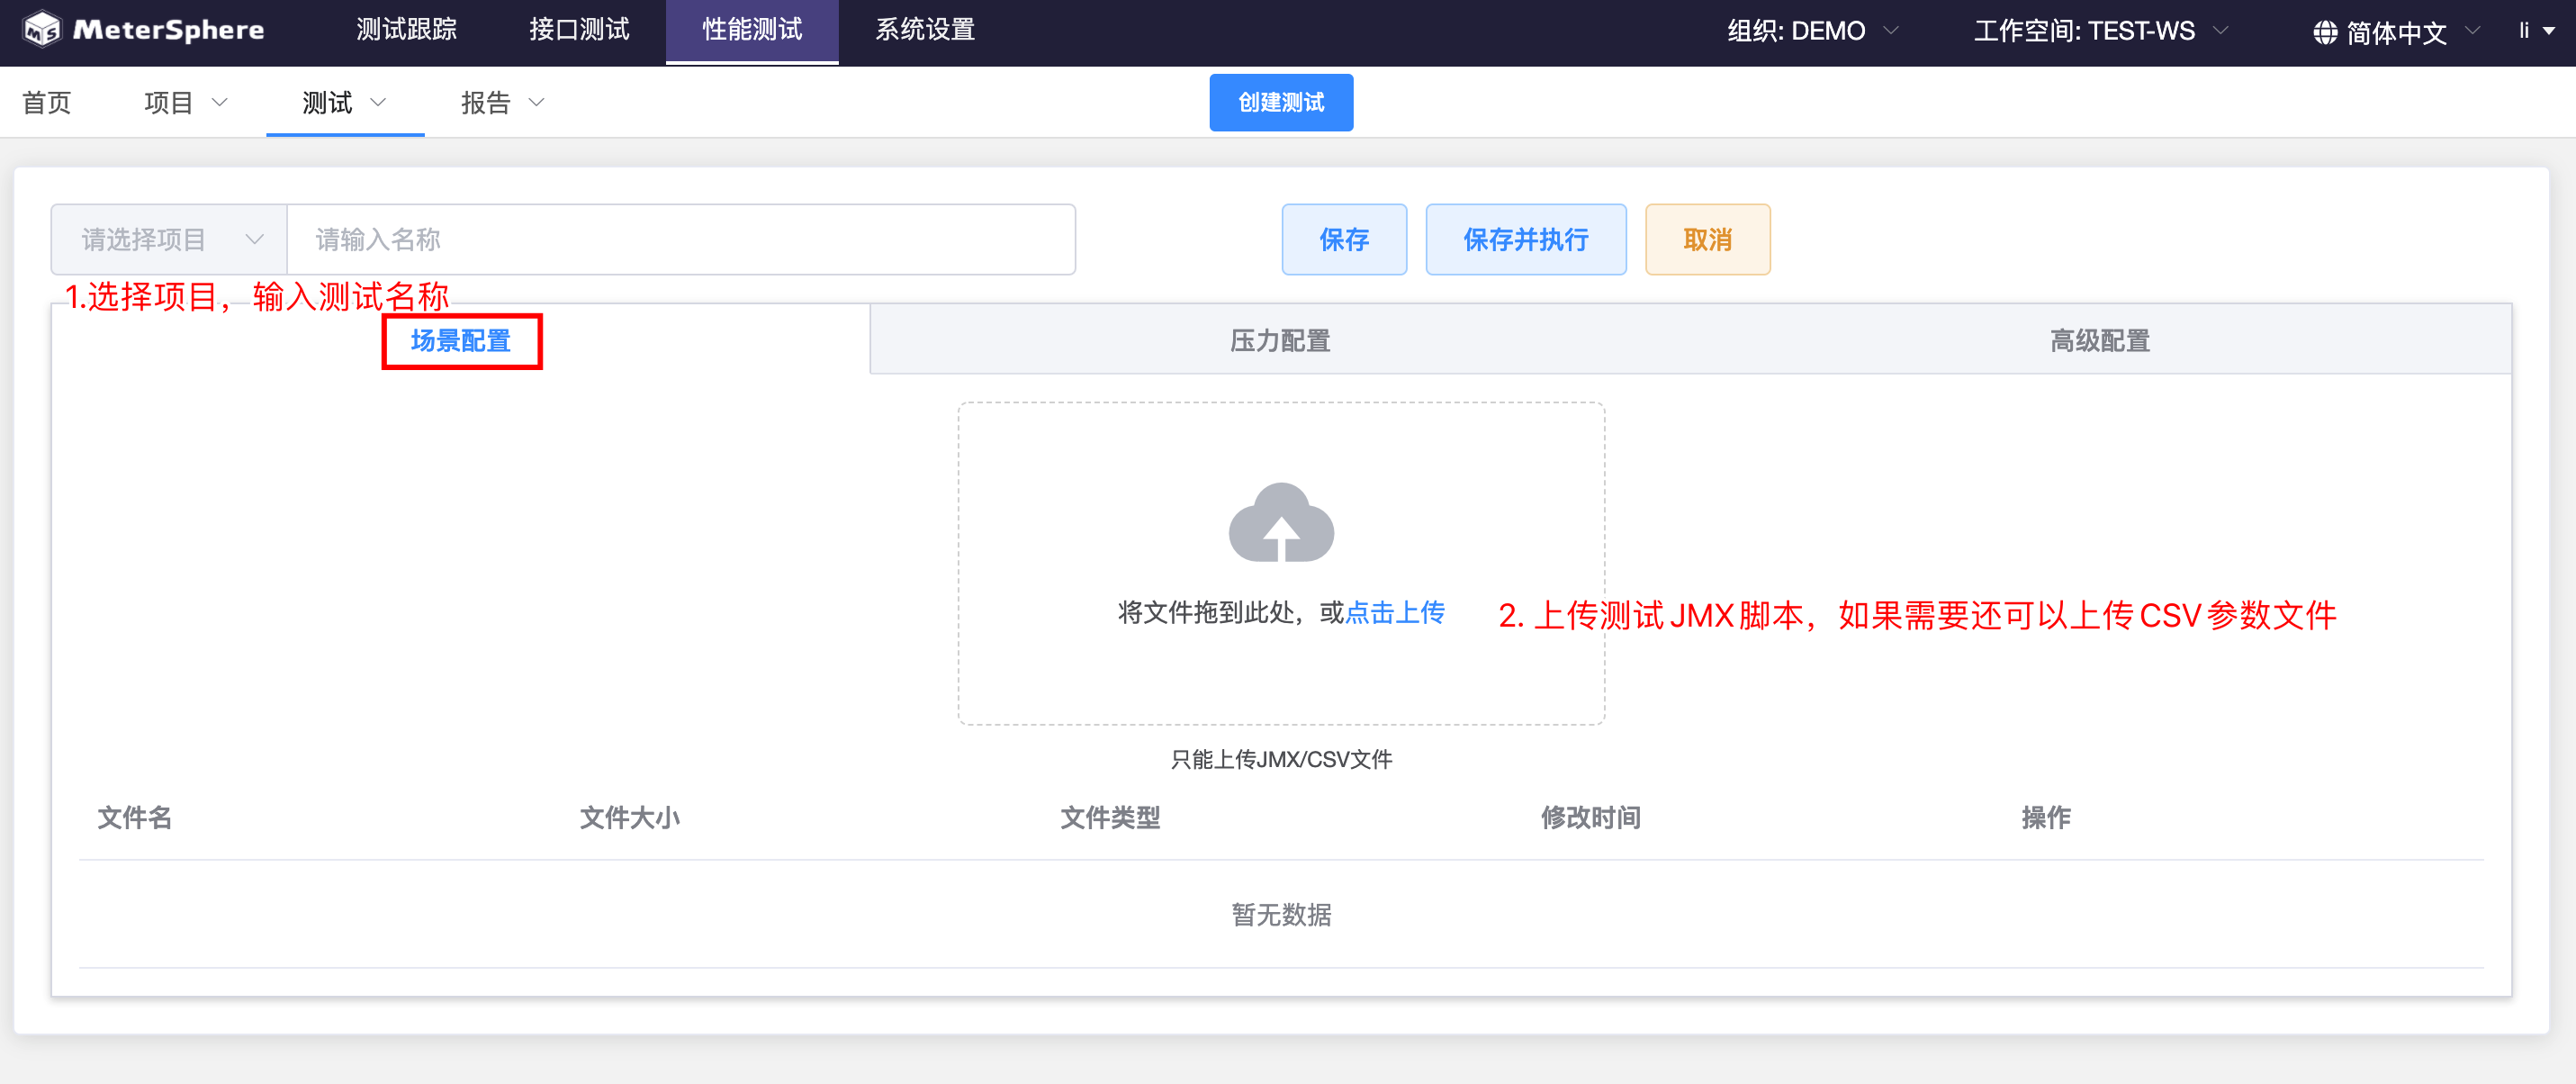 MeterSphere 测试跟踪 接口测试 性能测试 系统设置 组织: DEMO 工作空间: TEST-WS 简体中文 li
首页 项目 测试 报告 创建测试
请选择项目 请输入名称 保存 保存并执行 取消
1.选择项目，输入测试名称
场景配置 压力配置 高级配置
将文件拖到此处，或点击上传 2. 上传测试JMX脚本，如果需要还可以上传CSV参数文件
只能上传JMX/CSV文件
文件名 文件大小 文件类型 修改时间 操作
暂无数据